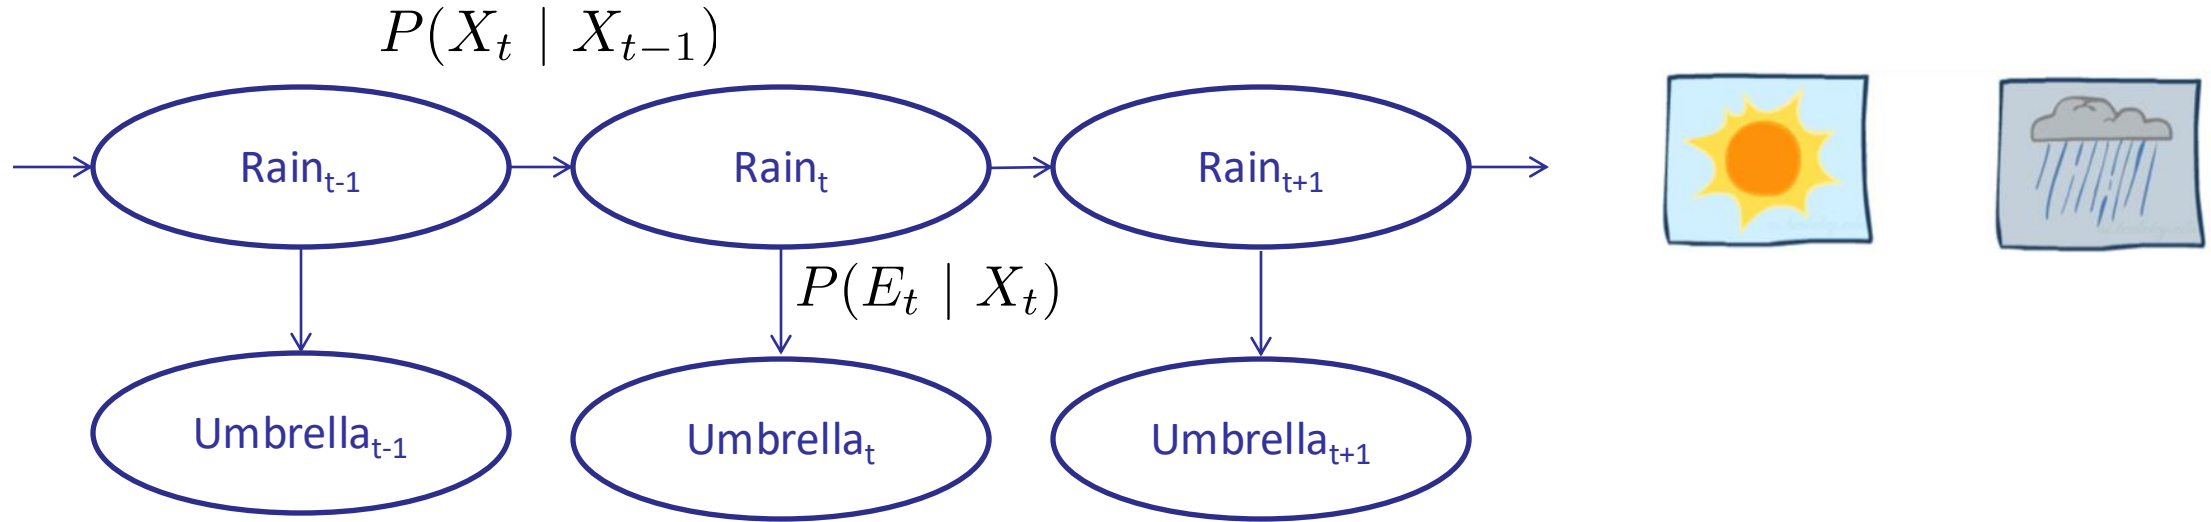 P(X_t | X_{t-1})
Rain_{t-1}
Rain_t
Rain_{t+1}
P(E_t | X_t)
Umbrella_{t-1}
Umbrella_t
Umbrella_{t+1}